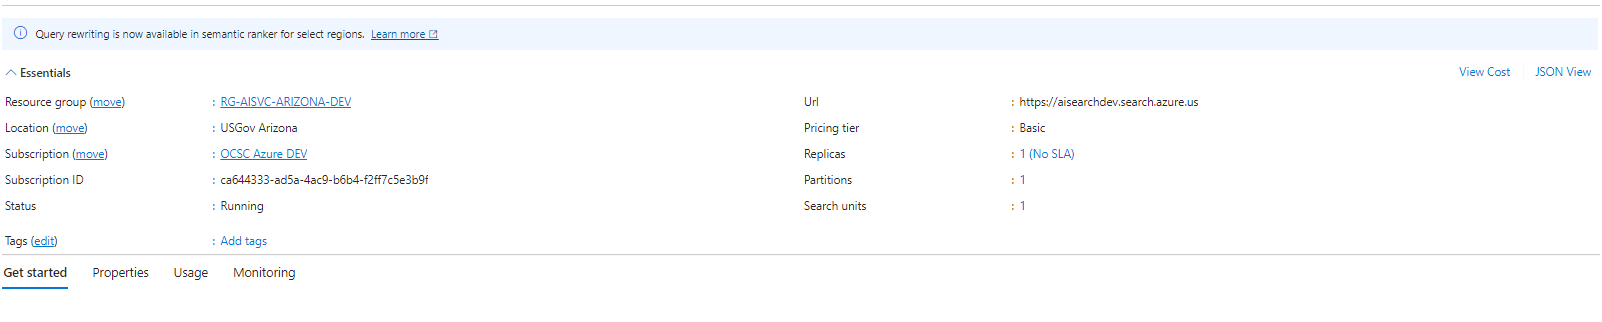 Query rewriting is now available in semantic ranker for select regions. Learn more
Essentials
View Cost
JSON View
Resource group (move) : RG-AISVC-ARIZONA-DEV
Location (move) : USGov Arizona
Subscription (move) : OCSC Azure DEV
Subscription ID : ca644333-ad5a-4ac9-b6b4-f2ff7c5e3b9f
Status : Running
Url : https://aisearchdev.search.azure.us
Pricing tier : Basic
Replicas : 1 (No SLA)
Partitions : 1
Search units : 1
Tags (edit) : Add tags
Get started Properties Usage Monitoring